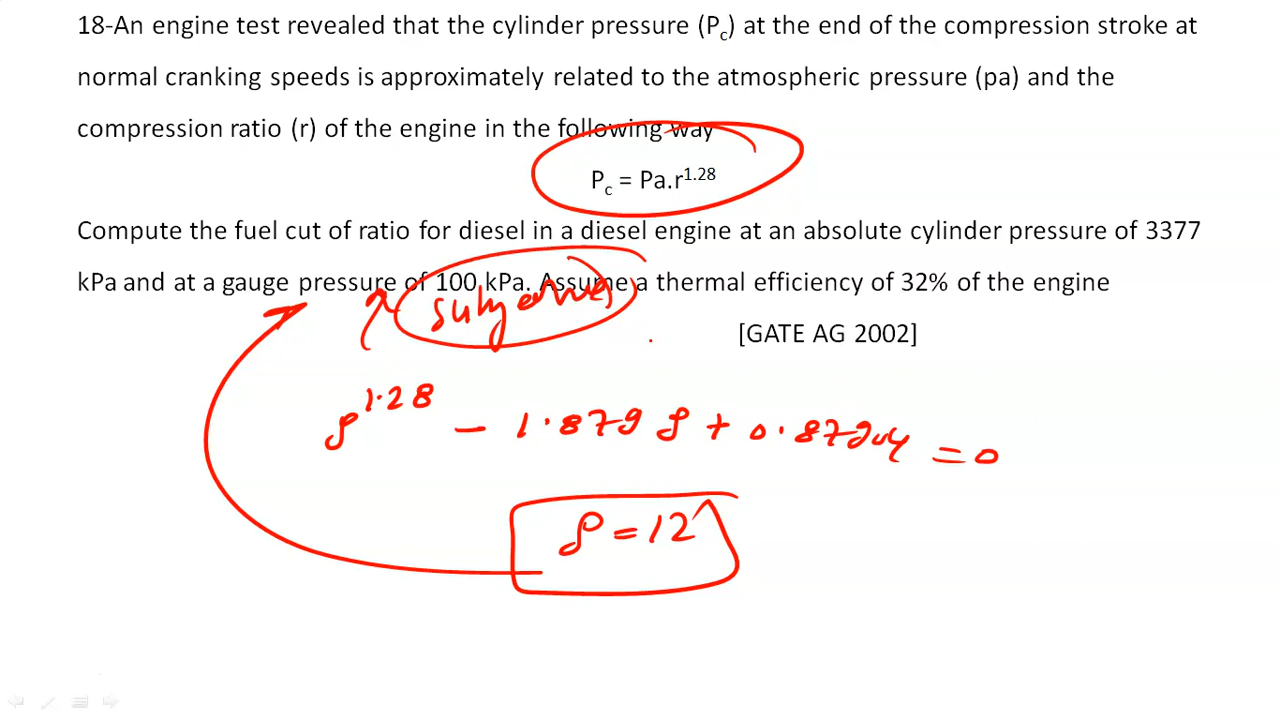 18-An engine test revealed that the cylinder pressure (Pc) at the end of the compression stroke at
normal cranking speeds is approximately related to the atmospheric pressure (pa) and the
compression ratio (r) of the engine in the following way
Pc = Pa.r^1.28
Compute the fuel cut of ratio for diesel in a diesel engine at an absolute cylinder pressure of 3377
kPa and at a gauge pressure of 100 kPa. Assume a thermal efficiency of 32% of the engine
[GATE AG 2002]
ρ^1.28 - 1.879 ρ + 0.87904 = 0
ρ = 12